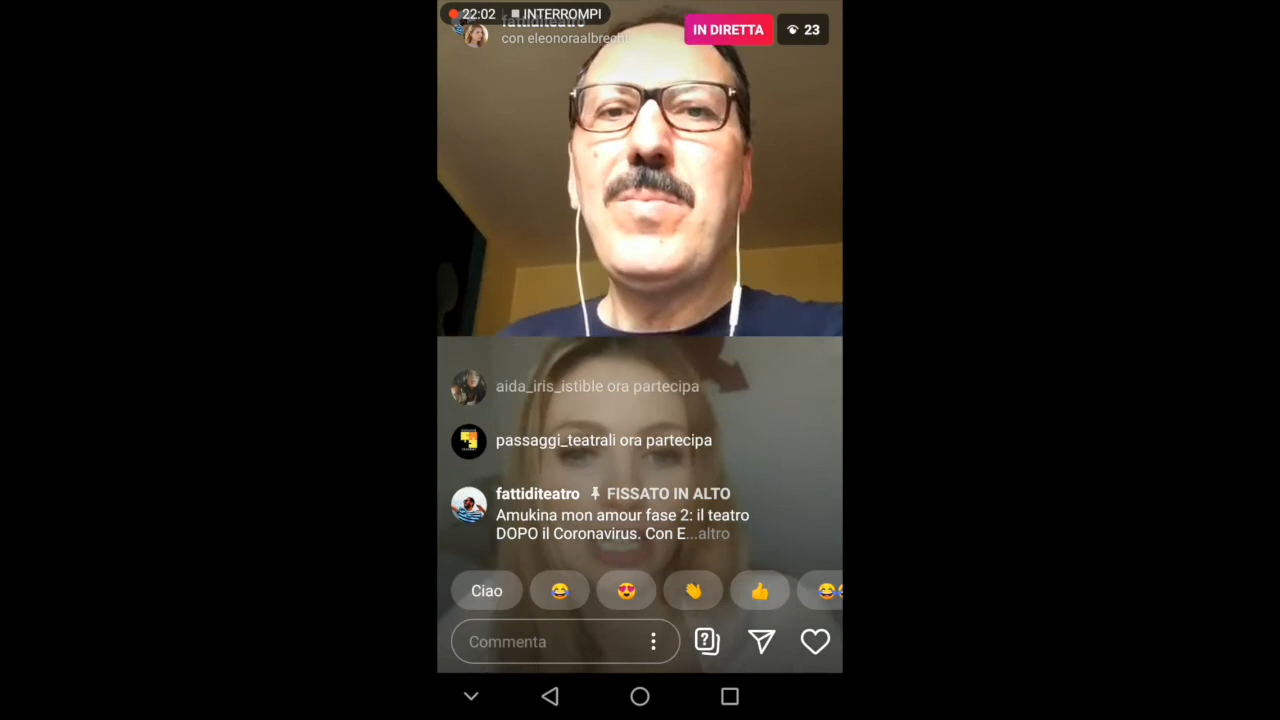 22:02 INTERROMPI
fattiditeatro
con eleonoraalbrecht
IN DIRETTA
23
aida_iris_istible ora partecipa
passaggi_teatrali ora partecipa
fattiditeatro FISSATO IN ALTO
Amukina mon amour fase 2: il teatro
DOPO il Coronavirus. Con E...altro
Ciao
Commenta